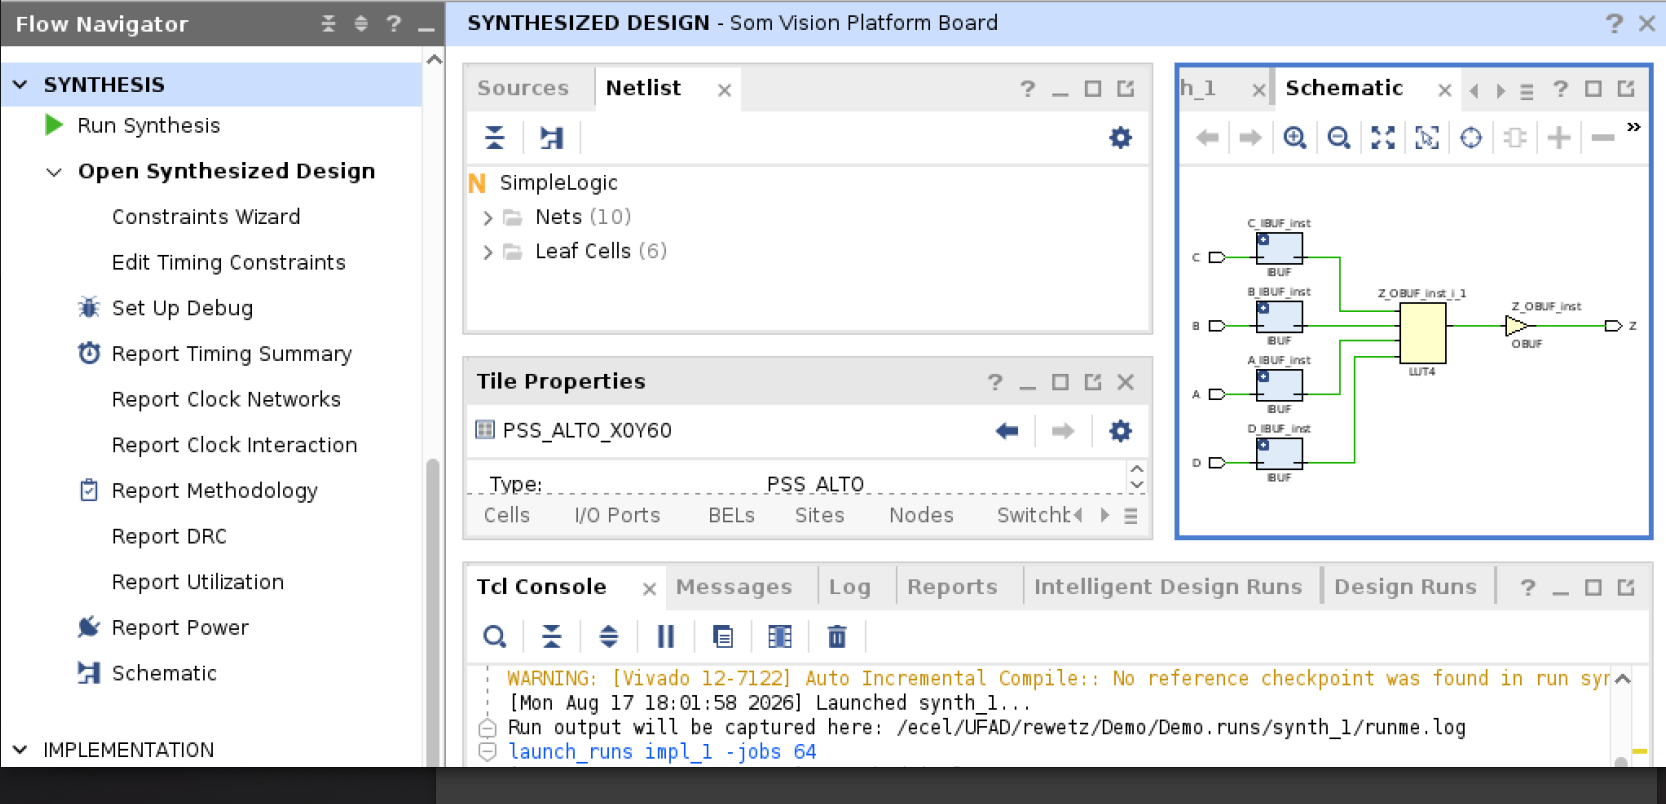 Flow Navigator
?
SYNTHESIS
Run Synthesis
Open Synthesized Design
Constraints Wizard
Edit Timing Constraints
Set Up Debug
Report Timing Summary
Report Clock Networks
Report Clock Interaction
Report Methodology
Report DRC
Report Utilization
Report Power
Schematic
IMPLEMENTATION
SYNTHESIZED DESIGN - Som Vision Platform Board
?
Sources
Netlist
?
N SimpleLogic
Nets (10)
Leaf Cells (6)
Tile Properties
?
PSS_ALTO_X0Y60
Type: PSS_ALTO
Cells I/O Ports BELs Sites Nodes Switchb
h_1
Schematic
?
C_IBUF_inst
C
IBUF
B_IBUF_inst
B
IBUF
A_IBUF_inst
A
IBUF
D_IBUF_inst
D
IBUF
Z_OBUF_inst_i_1
LUT4
Z_OBUF_inst
OBUF
Z
Tcl Console Messages Log Reports Intelligent Design Runs Design Runs
?
WARNING: [Vivado 12-7122] Auto Incremental Compile:: No reference checkpoint was found in run syn
[Mon Aug 17 18:01:58 2026] Launched synth_1...
Run output will be captured here: /ecel/UFAD/rewetz/Demo/Demo.runs/synth_1/runme.log
launch_runs impl_1 -jobs 64